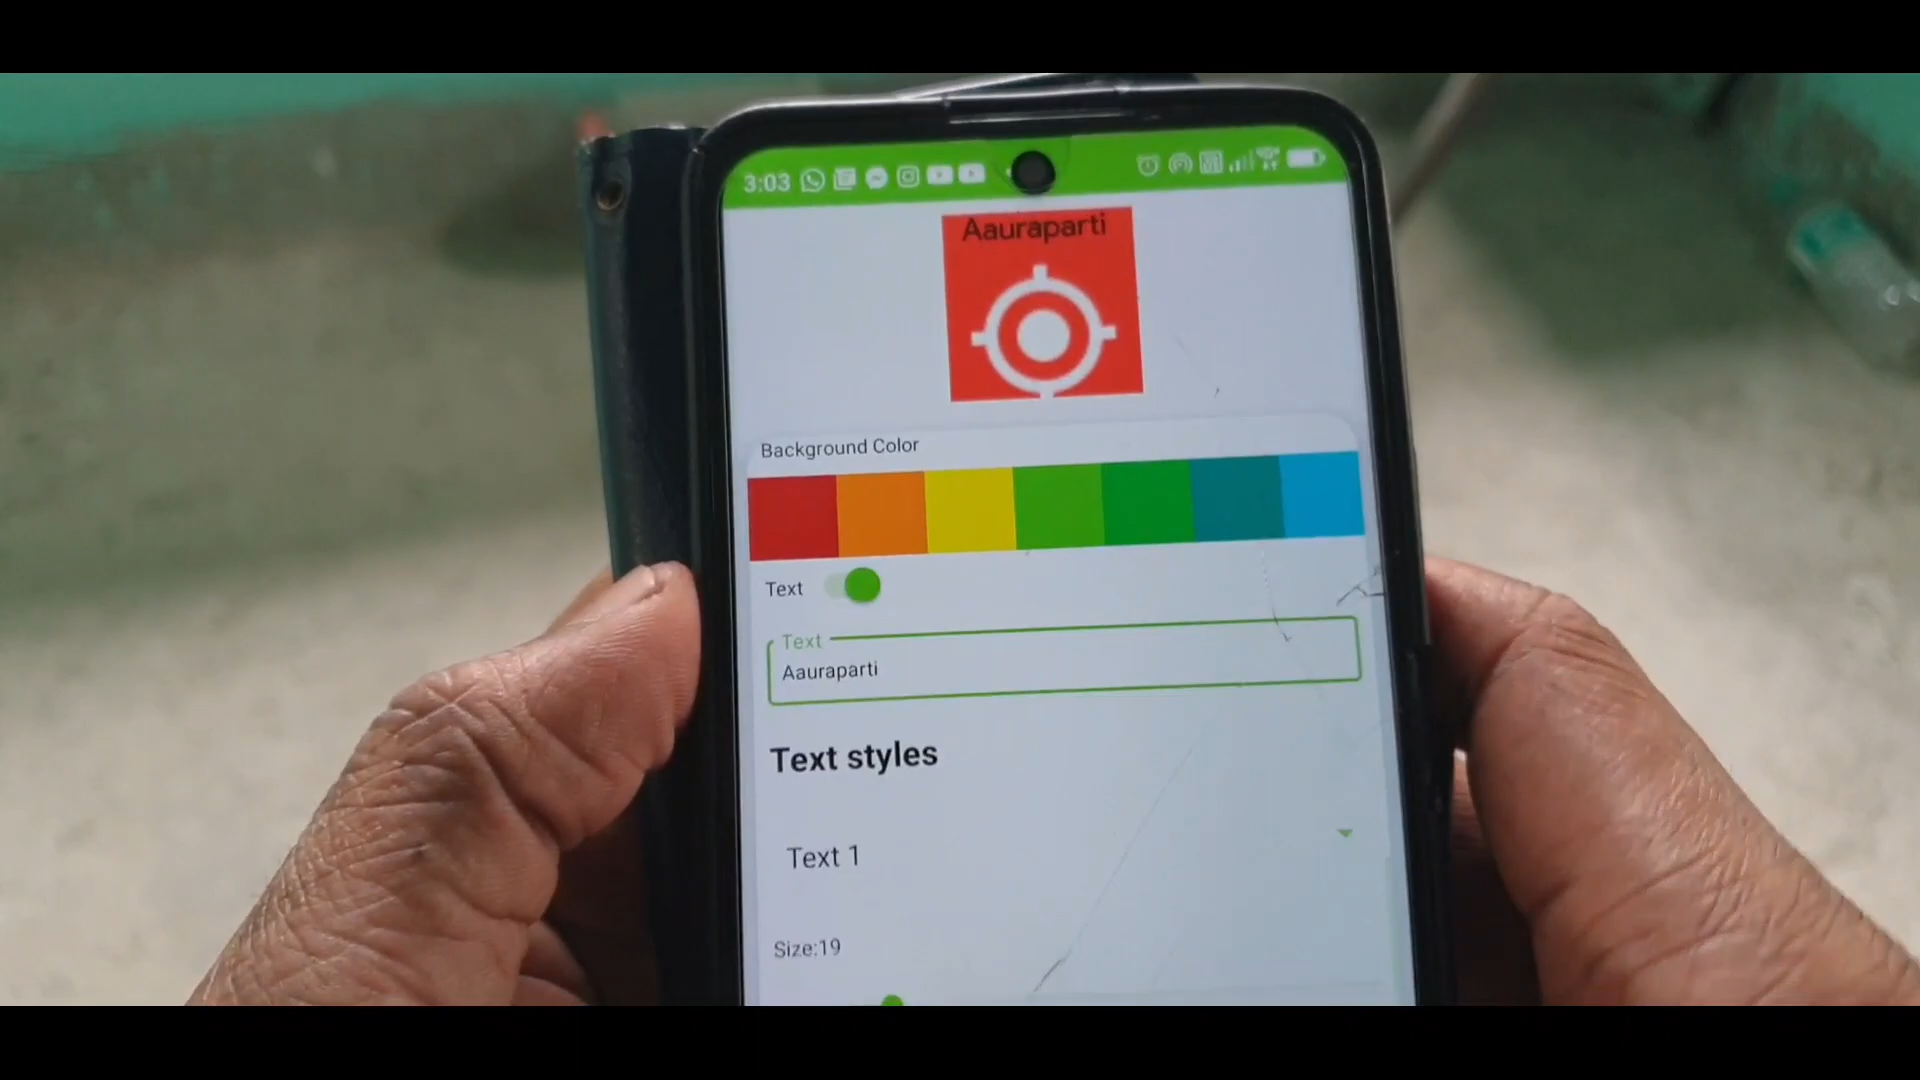 3:03
Aauraparti
Background Color
Text
Text
Aauraparti
Text styles
Text 1
Size:19